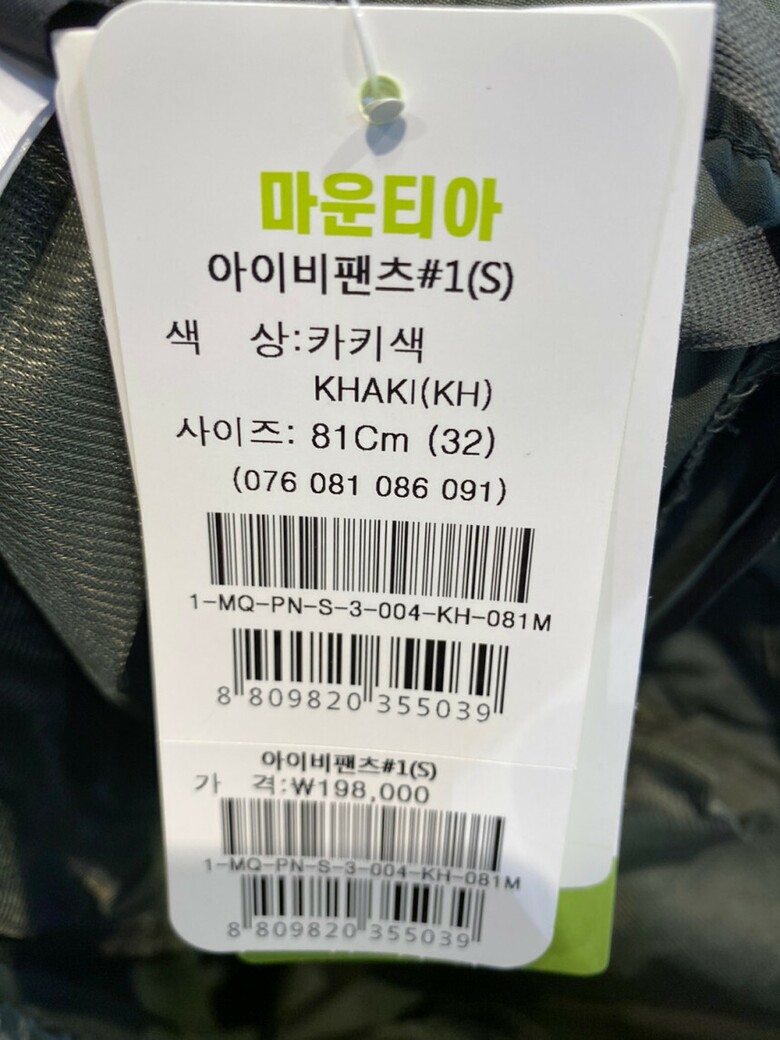 마운티아
아이비팬츠#1(S)
색 상:카키색
KHAKI(KH)
사이즈: 81Cm (32)
(076 081 086 091)
1-MQ-PN-S-3-004-KH-081M
8 809820 355039
아이비팬츠#1(S)
가 격:₩198,000
1-MQ-PN-S-3-004-KH-081M
8 809820 355039